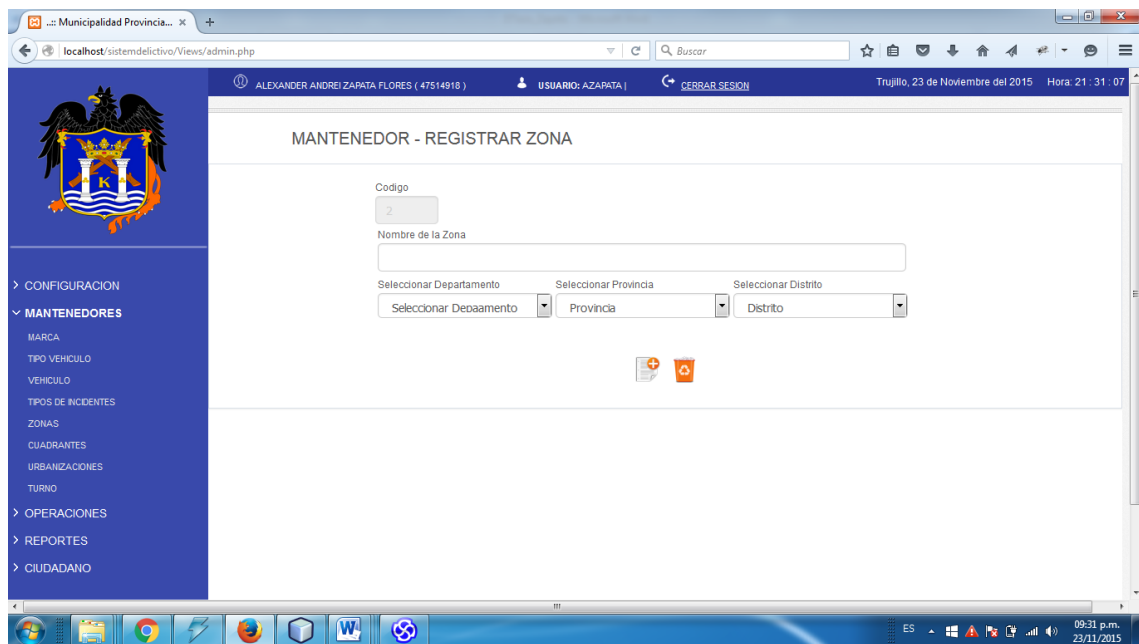 ..:: Municipalidad Provincia...
localhost/sistemdelictivo/Views/admin.php
Buscar
ALEXANDER ANDREI ZAPATA FLORES ( 47514918 )
USUARIO: AZAPATA |
CERRAR SESION
Trujillo, 23 de Noviembre del 2015 Hora: 21 : 31 : 07
K
MANTENEDOR - REGISTRAR ZONA
Codigo
2
Nombre de la Zona
Seleccionar Departamento
Seleccionar Provincia
Seleccionar Distrito
Seleccionar Depaamento
Provincia
Distrito
> CONFIGURACION
MANTENEDORES
MARCA
TIPO VEHICULO
VEHICULO
TIPOS DE INCIDENTES
ZONAS
CUADRANTES
URBANIZACIONES
TURNO
> OPERACIONES
> REPORTES
> CIUDADANO
ES
09:31 p.m.
23/11/2015